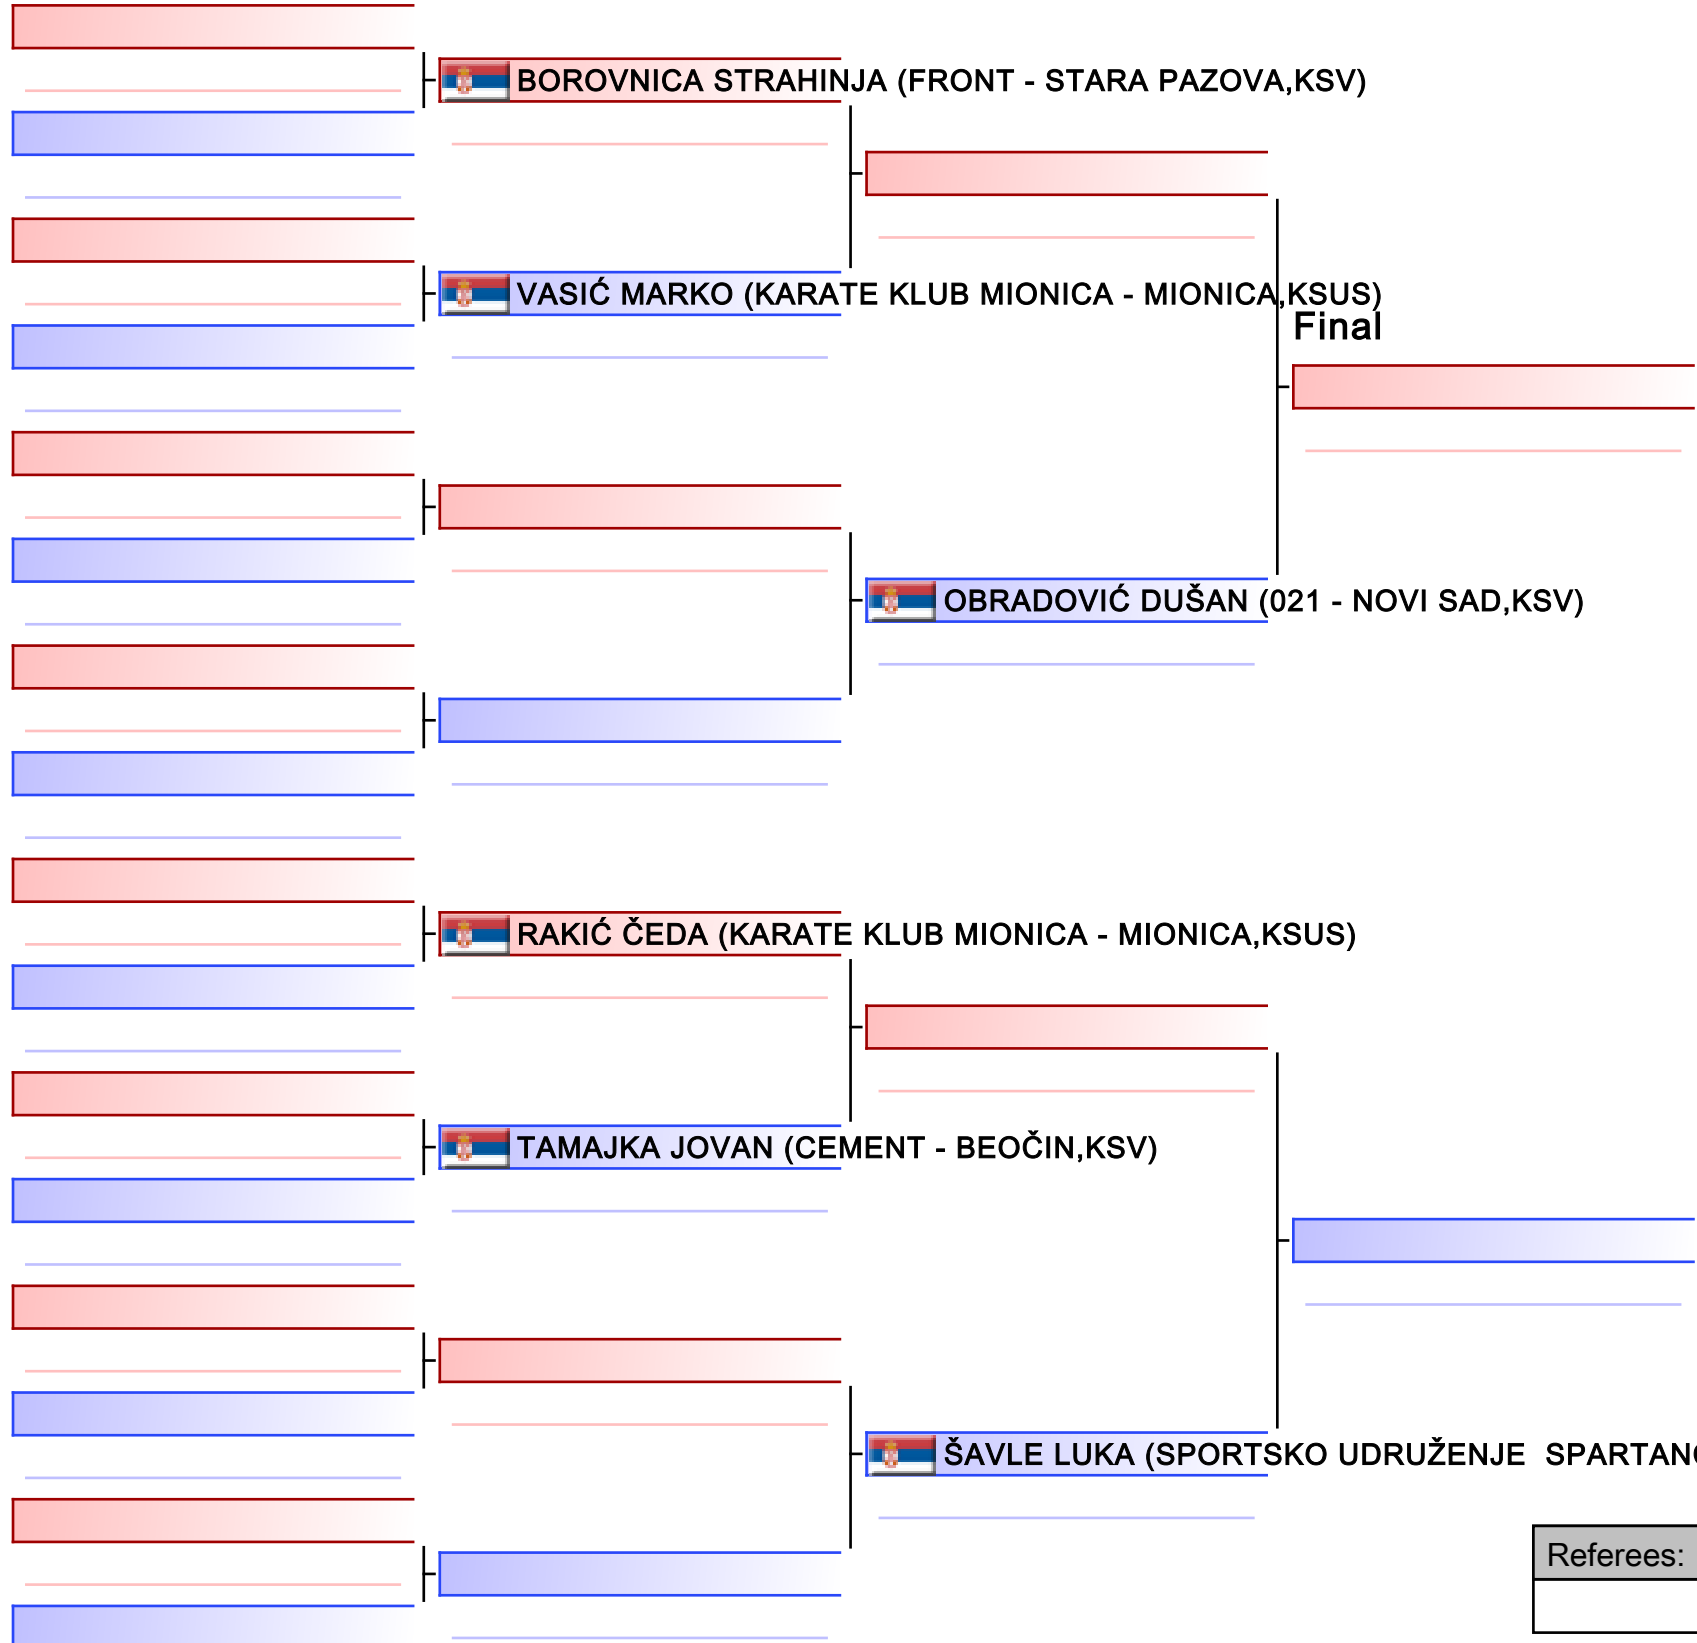 BOROVNICA STRAHINJA (FRONT - STARA PAZOVA,KSV)
VASIĆ MARKO (KARATE KLUB MIONICA - MIONICA,KSUS)
Final
OBRADOVIĆ DUŠAN (021 - NOVI SAD,KSV)
RAKIĆ ČEDA (KARATE KLUB MIONICA - MIONICA,KSUS)
TAMAJKA JOVAN (CEMENT - BEOČIN,KSV)
ŠAVLE LUKA (SPORTSKO UDRUŽENJE  SPARTAN
Referees: